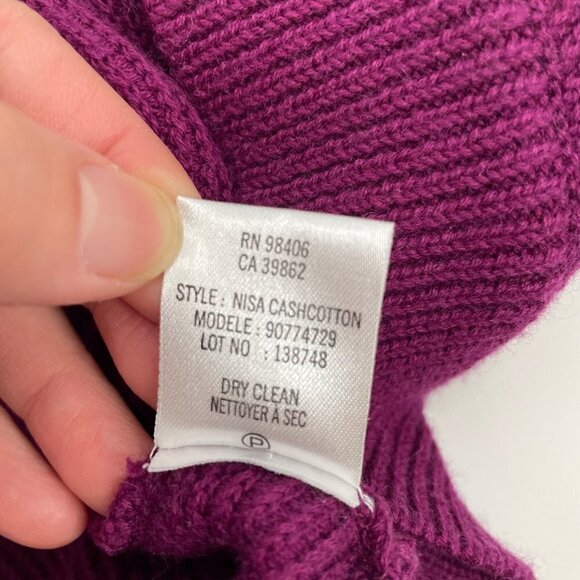 RN 98406
CA 39862
STYLE : NISA CASHCOTTON
MODELE : 90774729
LOT NO : 138748
DRY CLEAN
NETTOYER À SEC
P